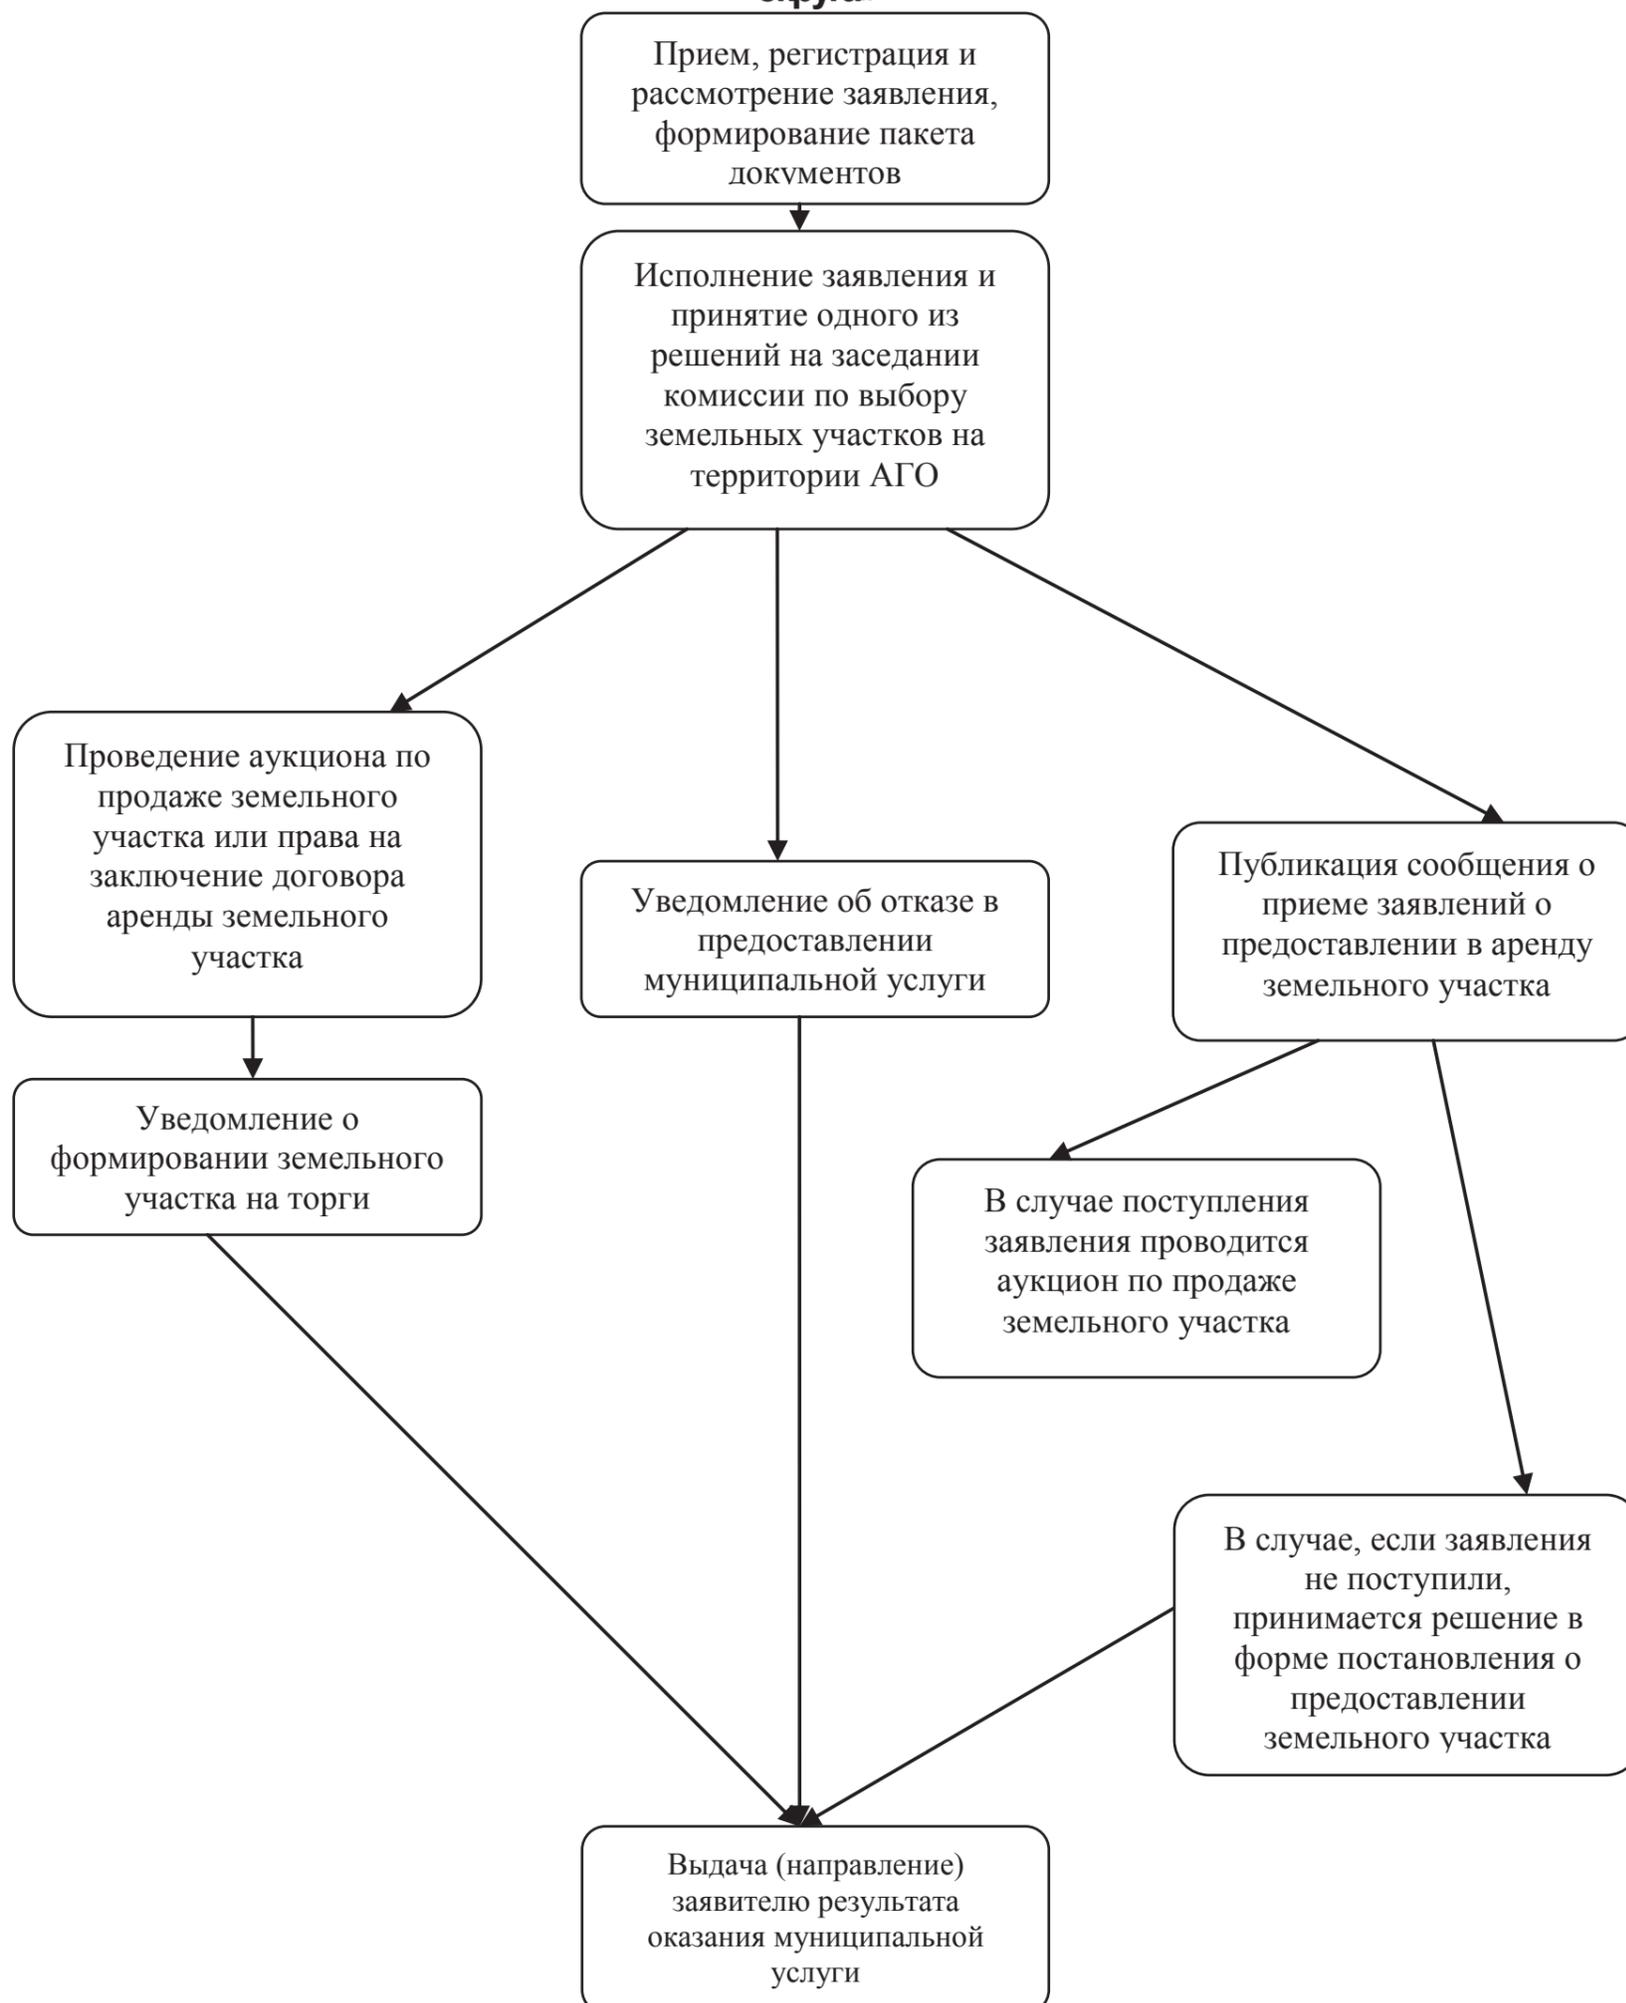 Прием, регистрация и
рассмотрение заявления,
формирование пакета
документов
Исполнение заявления и
принятие одного из
решений на заседании
комиссии по выбору
земельных участков на
территории АГО
Проведение аукциона по
продаже земельного
участка или права на
заключение договора
аренды земельного
участка
Уведомление об отказе в
предоставлении
муниципальной услуги
Публикация сообщения о
приеме заявлений о
предоставлении в аренду
земельного участка
Уведомление о
формировании земельного
участка на торги
В случае поступления
заявления проводится
аукцион по продаже
земельного участка
В случае, если заявления
не поступили,
принимается решение в
форме постановления о
предоставлении
земельного участка
Выдача (направление)
заявителю результата
оказания муниципальной
услуги